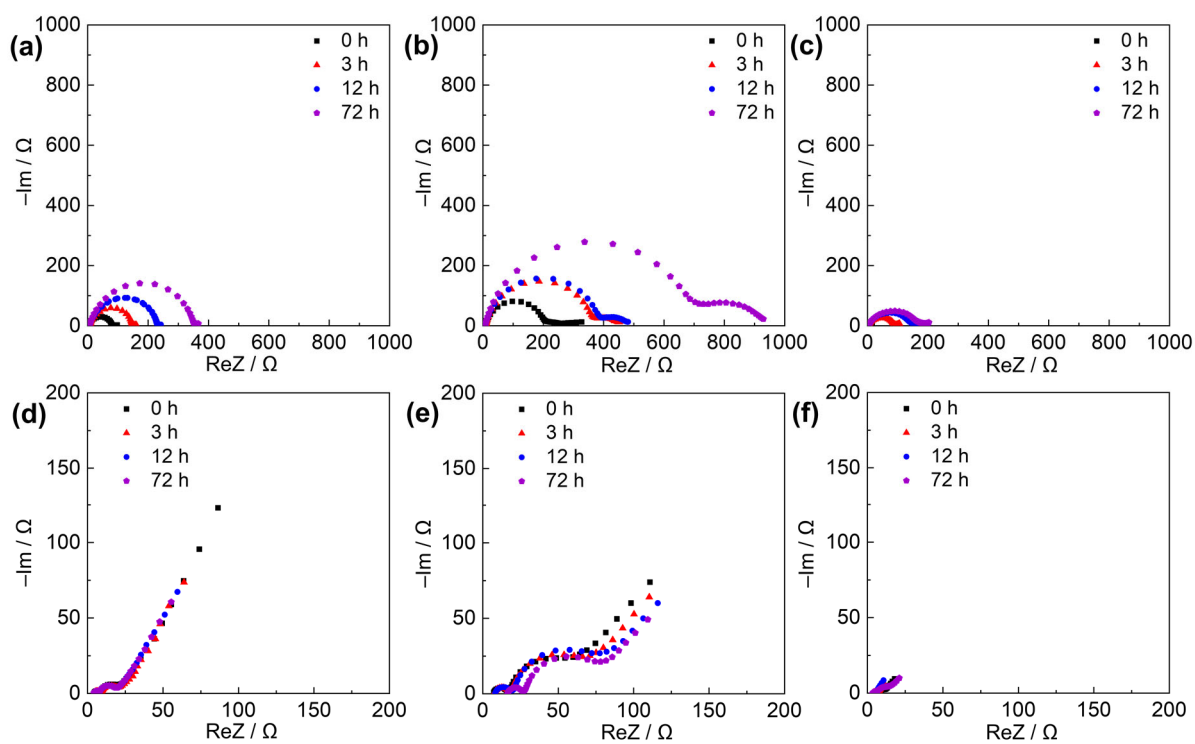 (a)
1000
800
600
400
200
0
–Im / Ω
0 h
3 h
12 h
72 h
0 200 400 600 800 1000
ReZ / Ω
(b)
1000
800
600
400
200
0
–Im / Ω
0 h
3 h
12 h
72 h
0 200 400 600 800 1000
ReZ / Ω
(c)
1000
800
600
400
200
0
–Im / Ω
0 h
3 h
12 h
72 h
0 200 400 600 800 1000
ReZ / Ω
(d)
200
150
100
50
0
–Im / Ω
0 h
3 h
12 h
72 h
0 50 100 150 200
ReZ / Ω
(e)
200
150
100
50
0
–Im / Ω
0 h
3 h
12 h
72 h
0 50 100 150 200
ReZ / Ω
(f)
200
150
100
50
0
–Im / Ω
0 h
3 h
12 h
72 h
0 50 100 150 200
ReZ / Ω